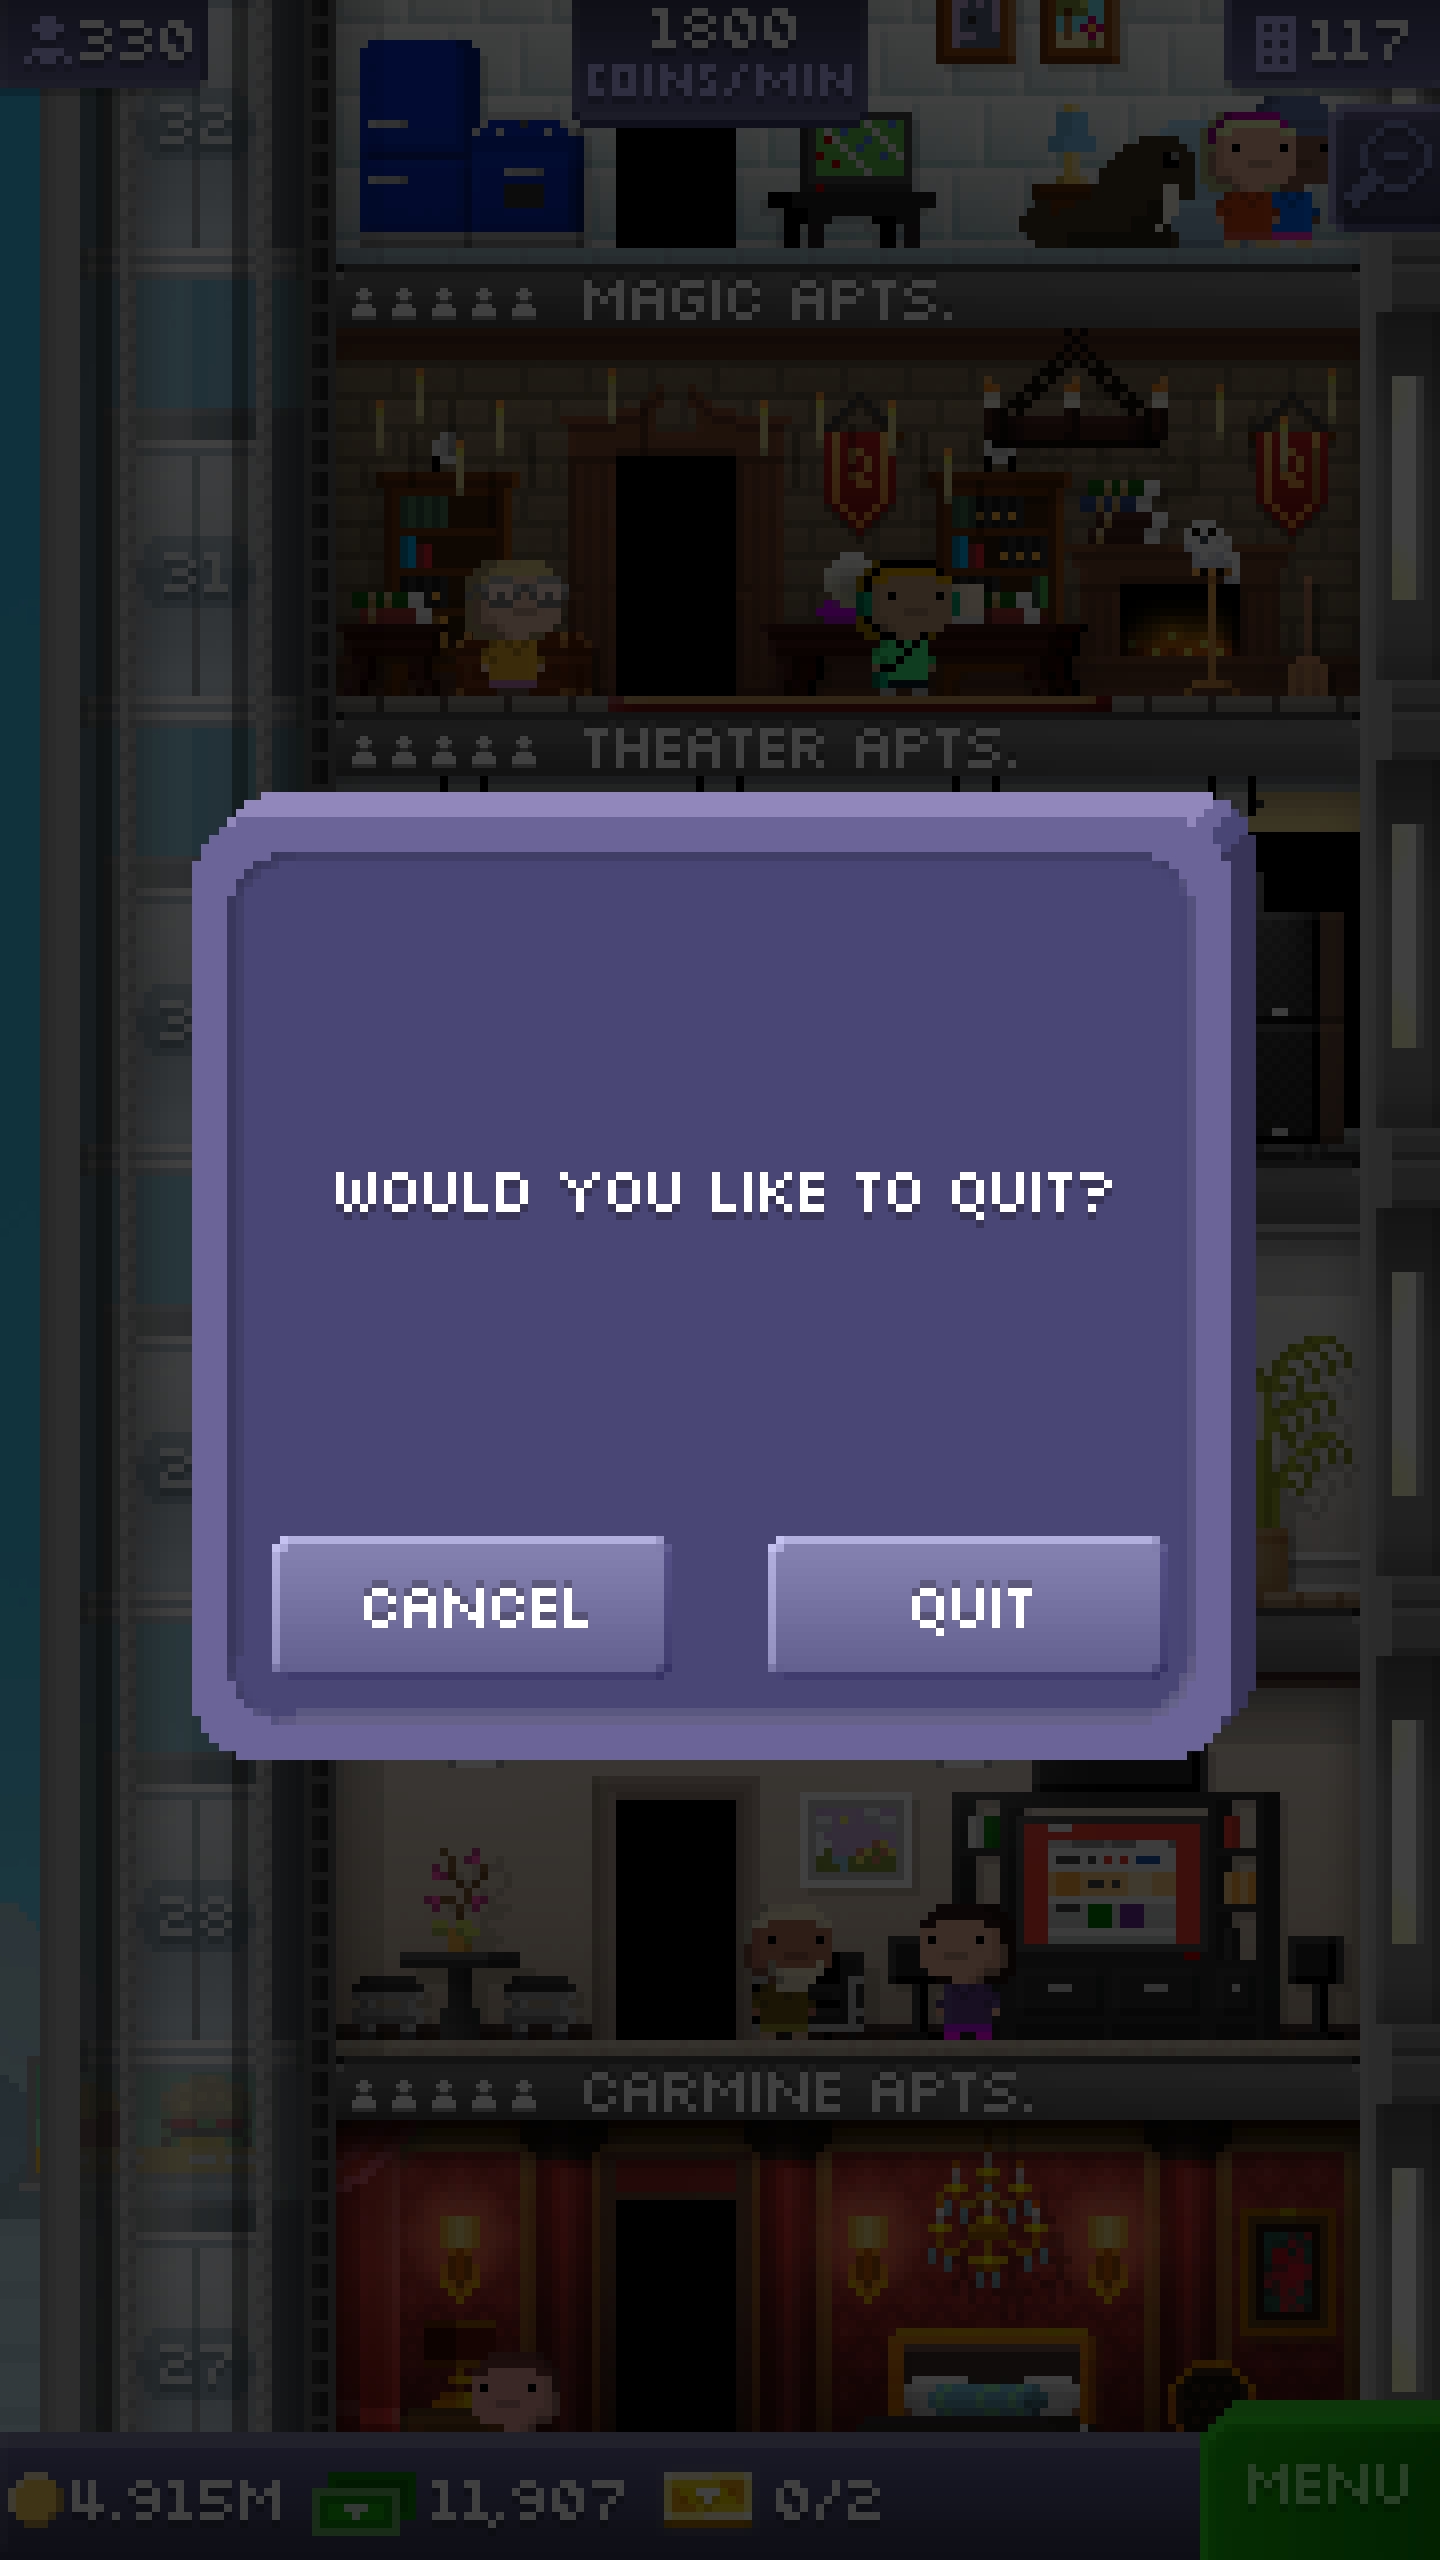 330
1800
COINS/MIN
117
32
MAGIC APTS.
31
THEATER APTS.
WOULD YOU LIKE TO QUIT?
CANCEL
QUIT
28
CARMINE APTS.
27
4.915M
11,907
0/2
MENU